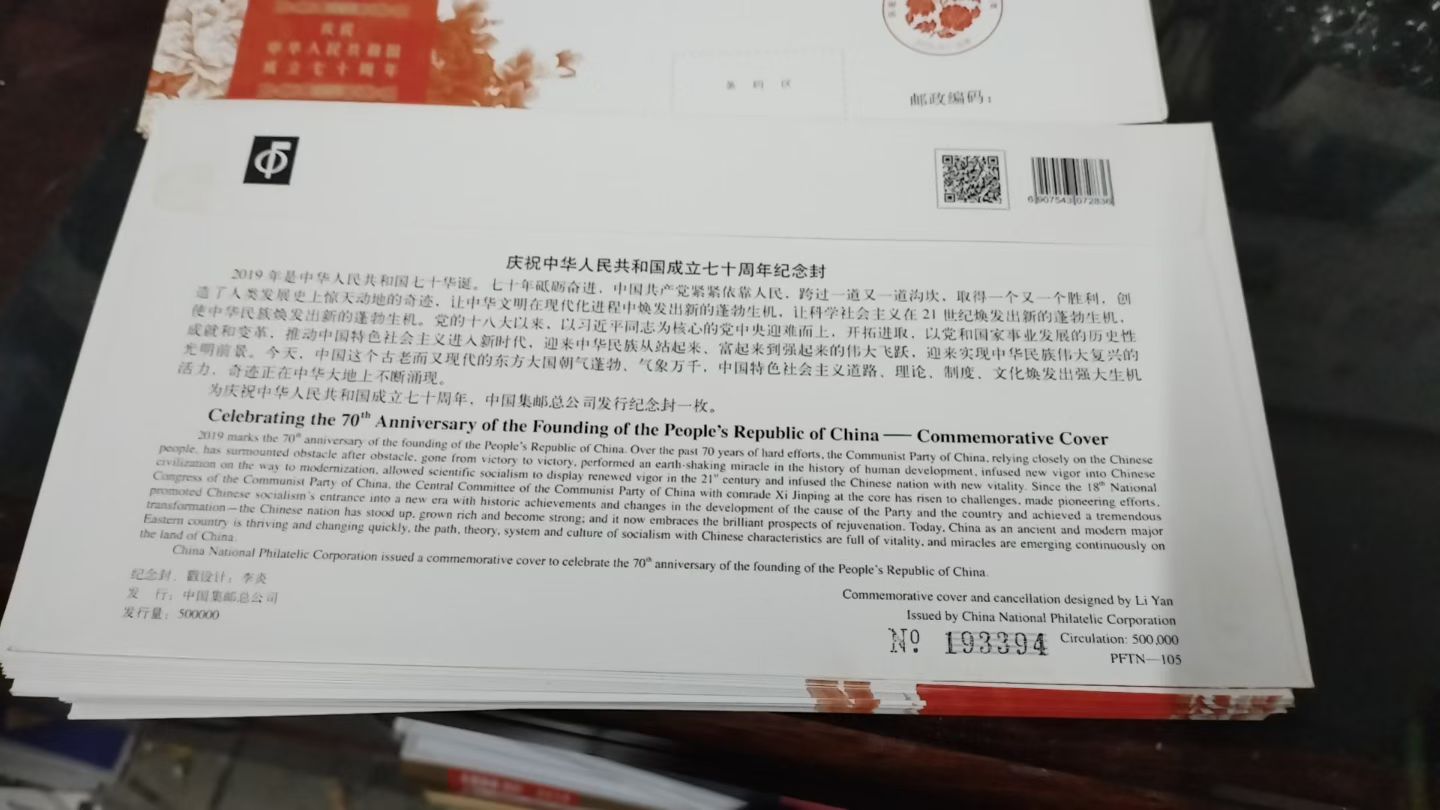 庆祝
中华人民共和国
成立七十周年
条 码 区
邮政编码：
6 907543 072836
庆祝中华人民共和国成立七十周年纪念封
2019 年是中华人民共和国七十华诞。七十年砥砺奋进，中国共产党紧紧依靠人民，跨过一道又一道沟坎，取得一个又一个胜利，创
造了人类发展史上惊天动地的奇迹，让中华文明在现代化进程中焕发出新的蓬勃生机，让科学社会主义在 21 世纪焕发出新的蓬勃生机，
使中华民族焕发出新的蓬勃生机。党的十八大以来，以习近平同志为核心的党中央迎难而上，开拓进取，以党和国家事业发展的历史性
成就和变革，推动中国特色社会主义进入新时代，迎来中华民族从站起来、富起来到强起来的伟大飞跃，迎来实现中华民族伟大复兴的
光明前景。今天，中国这个古老而又现代的东方大国朝气蓬勃、气象万千，中国特色社会主义道路、理论、制度、文化焕发出强大生机
活力，奇迹正在中华大地上不断涌现。
为庆祝中华人民共和国成立七十周年，中国集邮总公司发行纪念封一枚。
Celebrating the 70th Anniversary of the Founding of the People's Republic of China — Commemorative Cover
2019 marks the 70th anniversary of the founding of the People's Republic of China. Over the past 70 years of hard efforts, the Communist Party of China, relying closely on the Chinese
people, has surmounted obstacle after obstacle, gone from victory to victory, performed an earth-shaking miracle in the history of human development, infused new vigor into Chinese
civilization on the way to modernization, allowed scientific socialism to display renewed vigor in the 21st century and infused the Chinese nation with new vitality. Since the 18th National
Congress of the Communist Party of China, the Central Committee of the Communist Party of China with comrade Xi Jinping at the core has risen to challenges, made pioneering efforts,
promoted Chinese socialism's entrance into a new era with historic achievements and changes in the development of the cause of the Party and the country and achieved a tremendous
transformation—the Chinese nation has stood up, grown rich and become strong; and it now embraces the brilliant prospects of rejuvenation. Today, China as an ancient and modern major
Eastern country is thriving and changing quickly, the path, theory, system and culture of socialism with Chinese characteristics are full of vitality, and miracles are emerging continuously on
the land of China.
China National Philatelic Corporation issued a commemorative cover to celebrate the 70th anniversary of the founding of the People's Republic of China.
纪念封、戳设计：李炎
发 行：中国集邮总公司
发行量：500000
Commemorative cover and cancellation designed by Li Yan
Issued by China National Philatelic Corporation
Nº 193394 Circulation: 500,000
PFTN—105